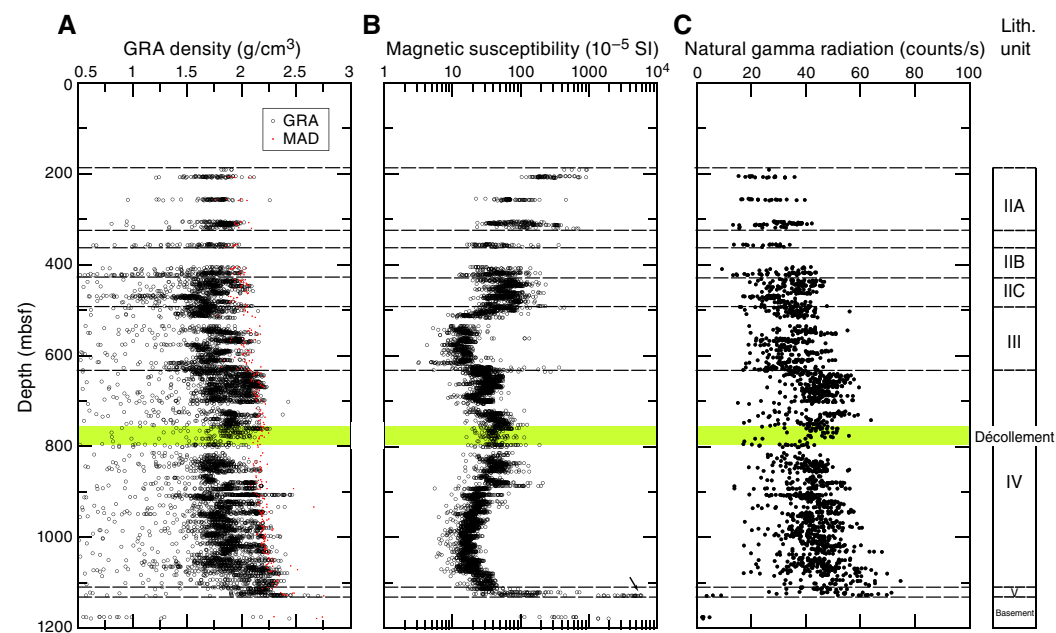 A
B
C
Lith.
unit
GRA density (g/cm³)
Magnetic susceptibility (10⁻⁵ SI)
Natural gamma radiation (counts/s)
0.5 1 1.5 2 2.5 3
1 10 100 1000 10⁴
0 20 40 60 80 100
0
200
400
600
800
1000
1200
Depth (mbsf)
GRA
MAD
IIA
IIB
IIC
III
Décollement
IV
V
Basement